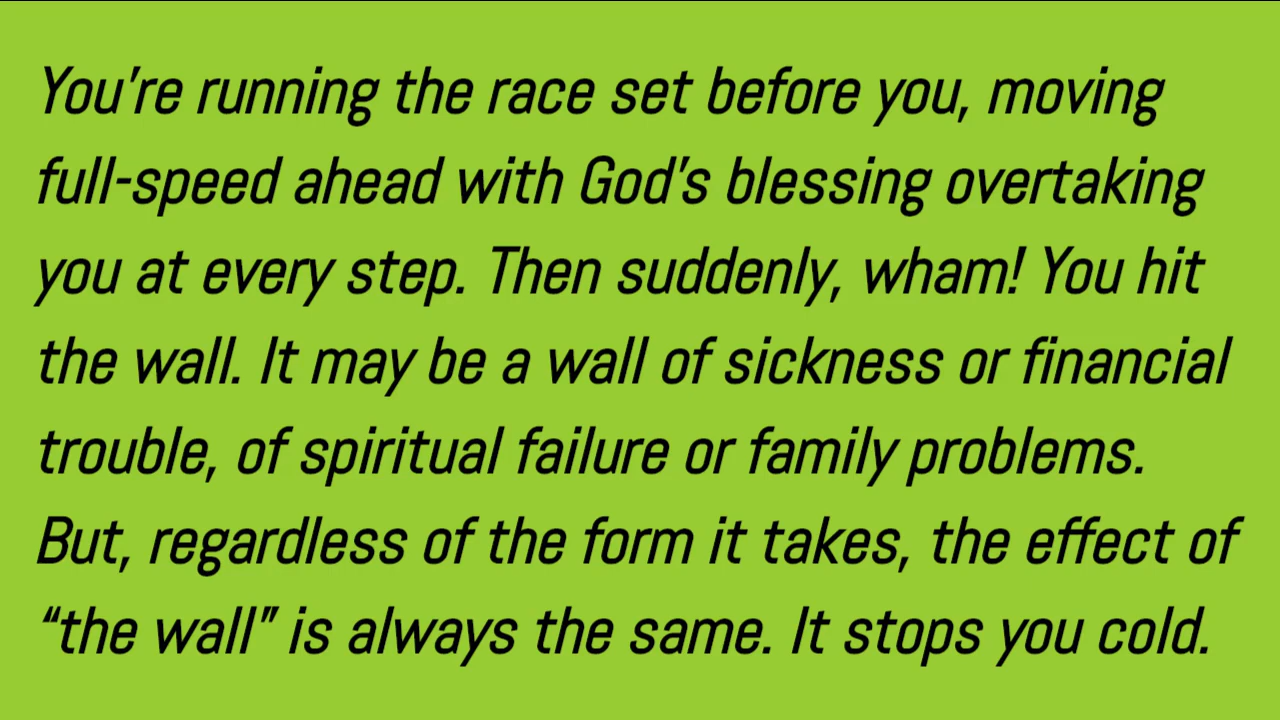 You're running the race set before you, moving
full-speed ahead with God's blessing overtaking
you at every step. Then suddenly, wham! You hit
the wall. It may be a wall of sickness or financial
trouble, of spiritual failure or family problems.
But, regardless of the form it takes, the effect of
“the wall” is always the same. It stops you cold.